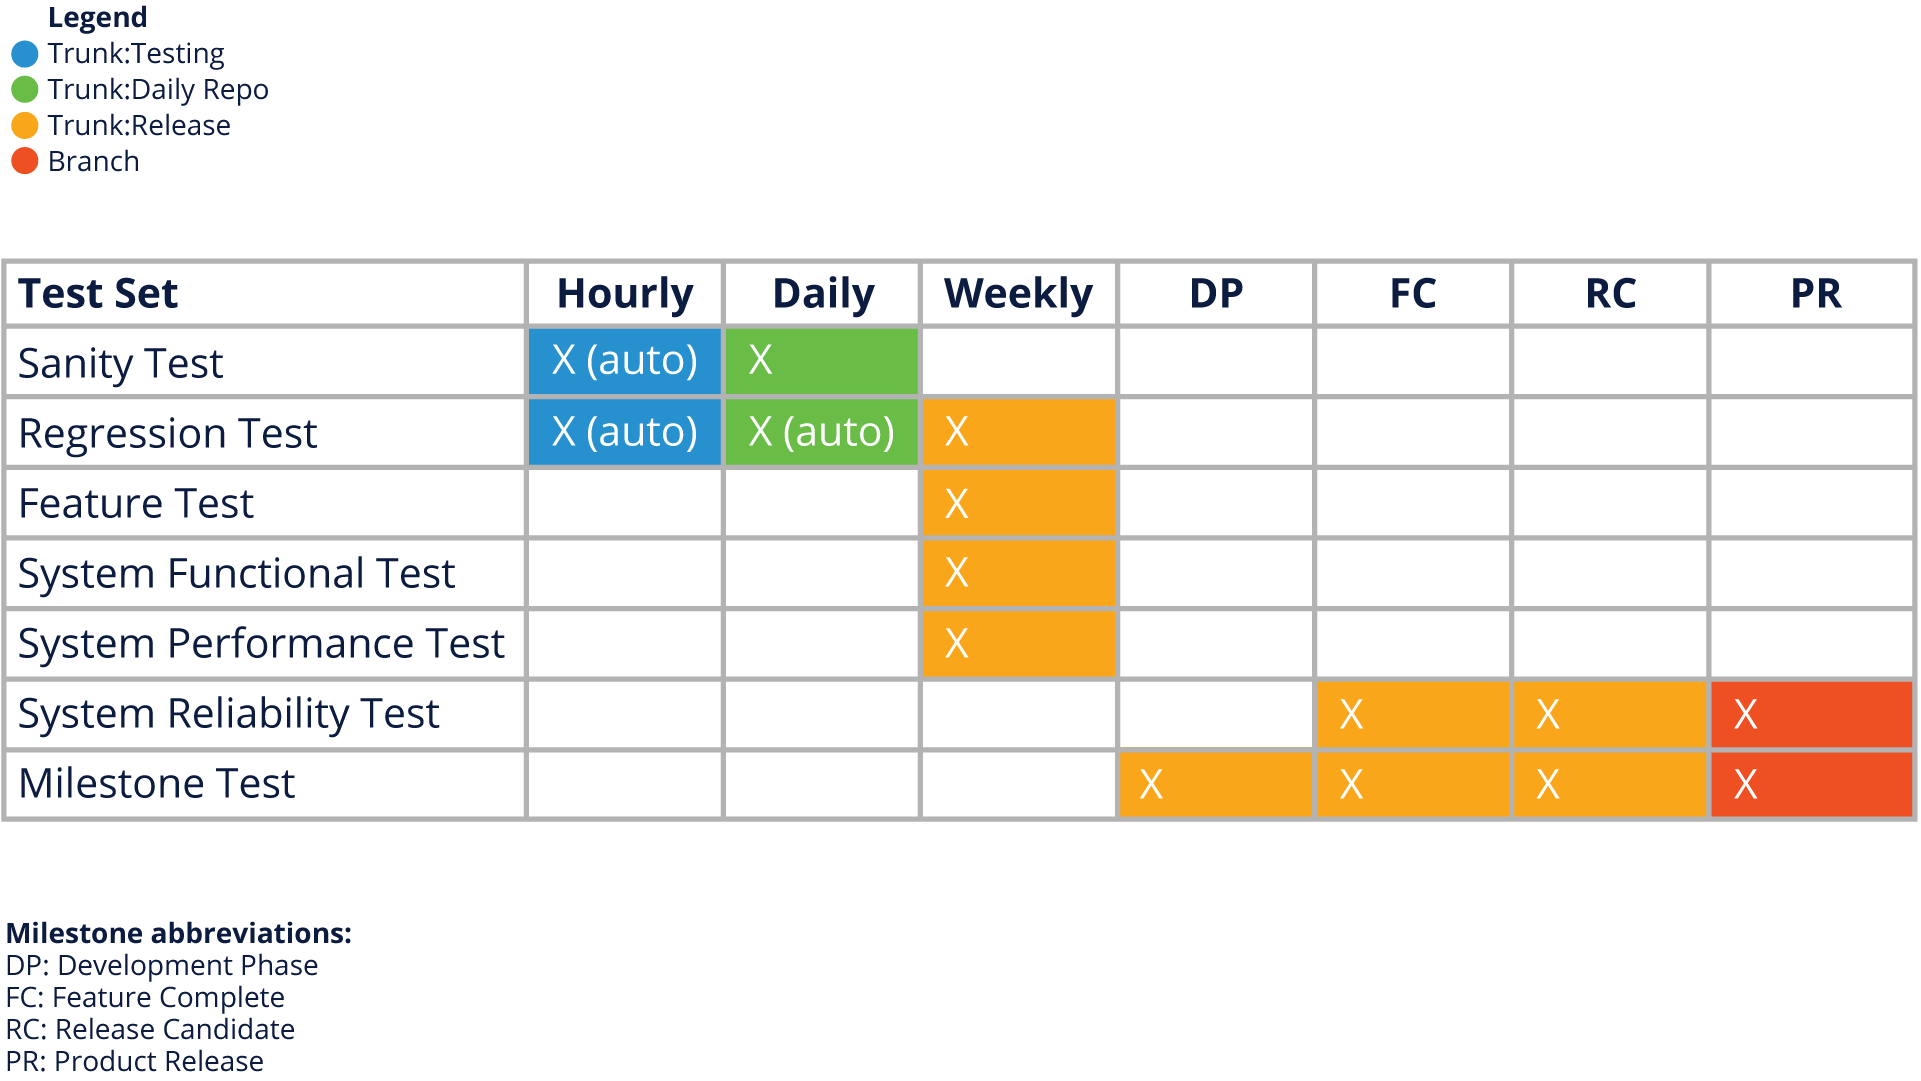 Legend
Trunk:Testing
Trunk:Daily Repo
Trunk:Release
Branch
Test Set Hourly Daily Weekly DP FC RC PR
Sanity Test X (auto) X
Regression Test X (auto) X (auto) X
Feature Test X
System Functional Test X
System Performance Test X
System Reliability Test X X X
Milestone Test X X X X
Milestone abbreviations:
DP: Development Phase
FC: Feature Complete
RC: Release Candidate
PR: Product Release